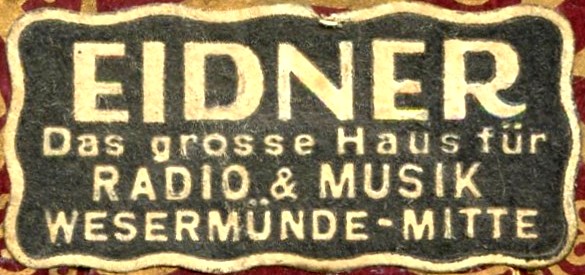 EIDNER
Das grosse Haus für
RADIO & MUSIK
WESERMÜNDE-MITTE